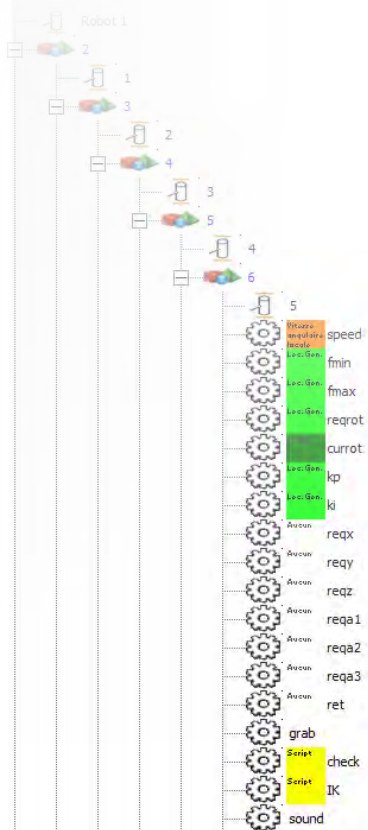 Robot 1
2
1
3
2
4
3
5
4
6
5
Vitesse angulaire locale speed
Loc. Gen. fmin
Loc. Gen. fmax
Loc. Gen. reqrot
currot
Loc. Gen. kp
Loc. Gen. ki
Aucun reqx
Aucun reqy
Aucun reqz
Aucun reqa1
Aucun reqa2
Aucun reqa3
Aucun ret
grab
Script check
Script IK
sound